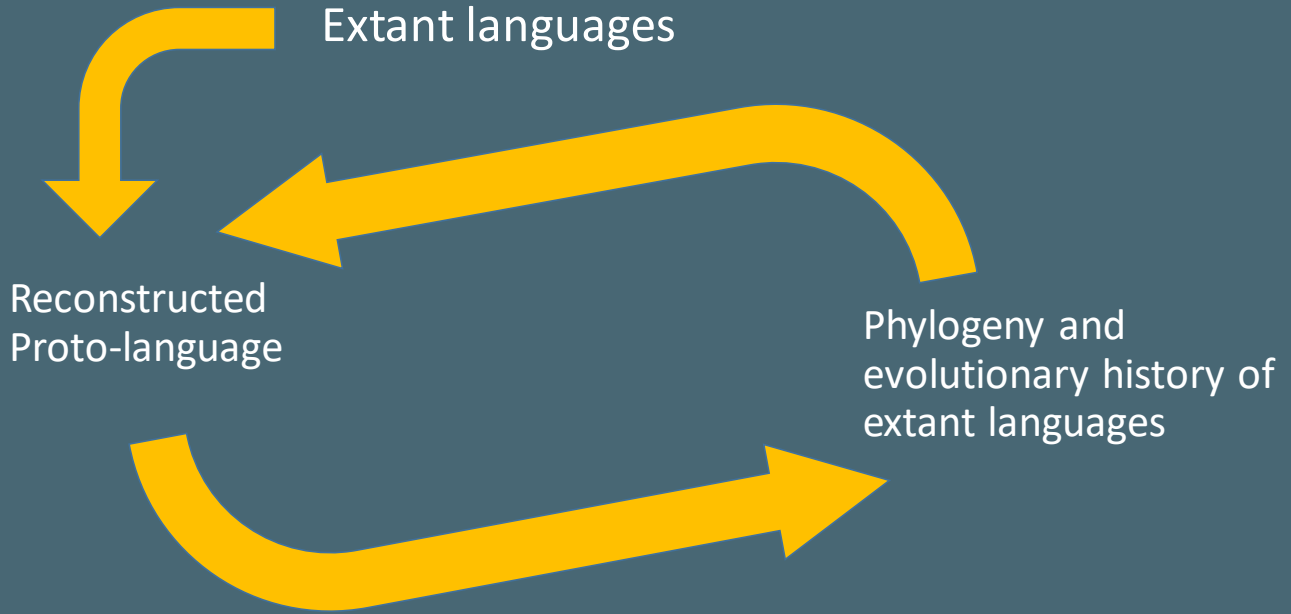 Extant languages
Reconstructed
Proto-language
Phylogeny and
evolutionary history of
extant languages